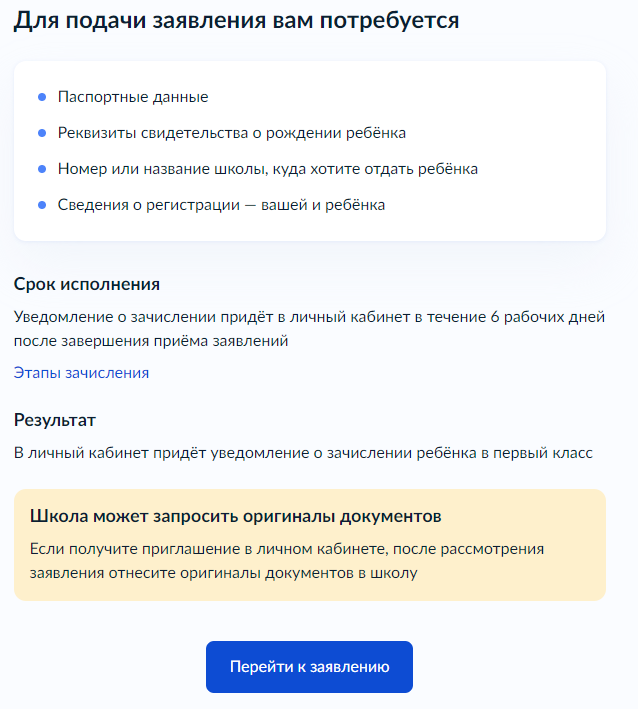 Для подачи заявления вам потребуется
Паспортные данные
Реквизиты свидетельства о рождении ребёнка
Номер или название школы, куда хотите отдать ребёнка
Сведения о регистрации — вашей и ребёнка
Срок исполнения
Уведомление о зачислении придёт в личный кабинет в течение 6 рабочих дней
после завершения приёма заявлений
Этапы зачисления
Результат
В личный кабинет придёт уведомление о зачислении ребёнка в первый класс
Школа может запросить оригиналы документов
Если получите приглашение в личном кабинете, после рассмотрения
заявления отнесите оригиналы документов в школу
Перейти к заявлению